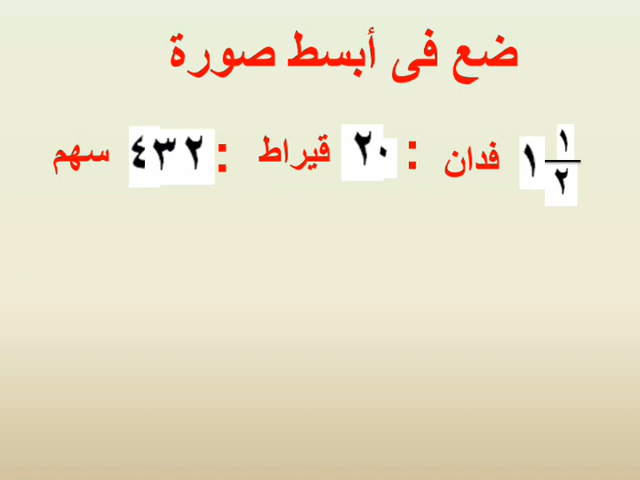 ضع فى أبسط صورة
١ ١/٢ فدان : ٢٠ قيراط : ٤٣٢ سهم